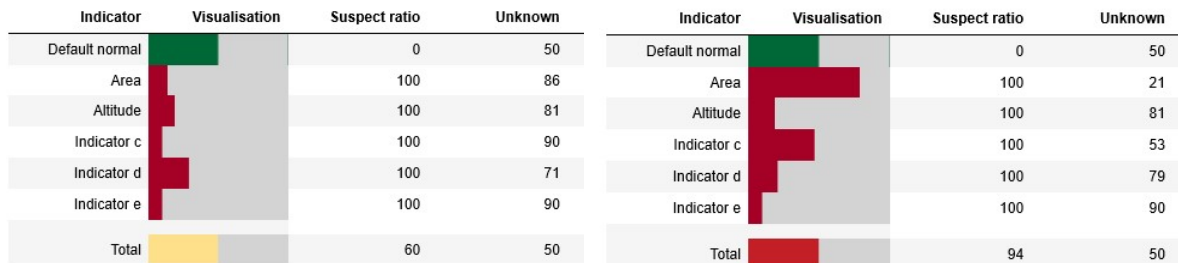 Indicator Visualisation Suspect ratio Unknown
Default normal 0 50
Area 100 86
Altitude 100 81
Indicator c 100 90
Indicator d 100 71
Indicator e 100 90
Total 60 50
Indicator Visualisation Suspect ratio Unknown
Default normal 0 50
Area 100 21
Altitude 100 81
Indicator c 100 53
Indicator d 100 79
Indicator e 100 90
Total 94 50